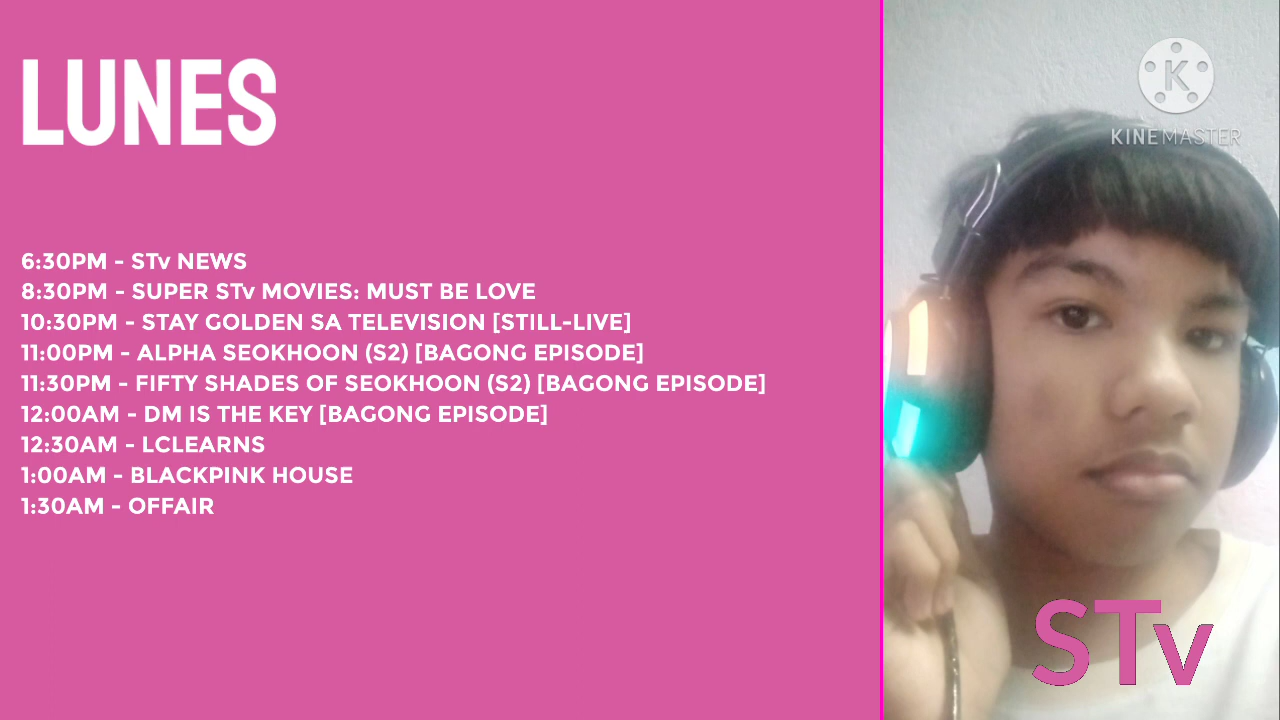 LUNES
6:30PM - STv NEWS
8:30PM - SUPER STv MOVIES: MUST BE LOVE
10:30PM - STAY GOLDEN SA TELEVISION [STILL-LIVE]
11:00PM - ALPHA SEOKHOON (S2) [BAGONG EPISODE]
11:30PM - FIFTY SHADES OF SEOKHOON (S2) [BAGONG EPISODE]
12:00AM - DM IS THE KEY [BAGONG EPISODE]
12:30AM - LCLEARNS
1:00AM - BLACKPINK HOUSE
1:30AM - OFFAIR
K
KINEMASTER
STv